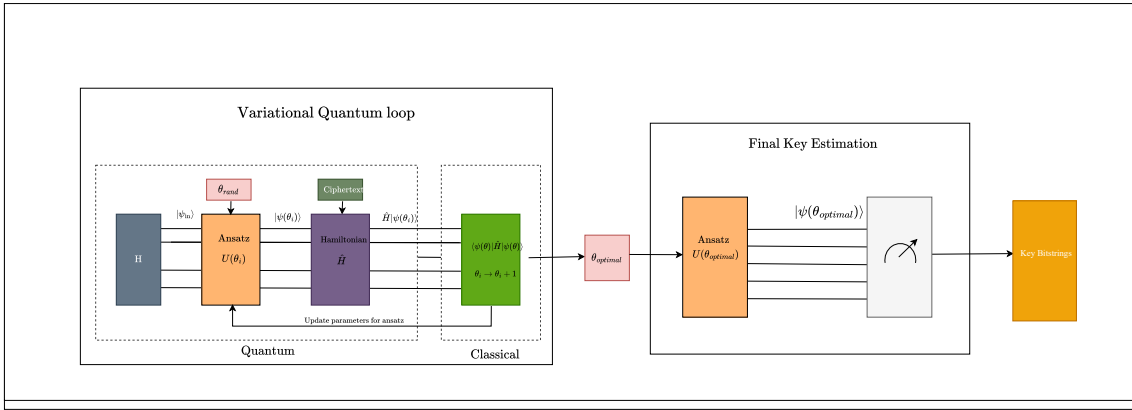 Variational Quantum loop
θ_rand
Ciphertext
|ψ_in⟩
|ψ(θ_i)⟩
Ĥ|ψ(θ_i)⟩
H
Ansatz
U(θ_i)
Hamiltonian
Ĥ
⟨ψ(θ)|Ĥ|ψ(θ)⟩
θ_i → θ_i + 1
Update parameters for ansatz
Quantum
Classical
θ_optimal
Final Key Estimation
|ψ(θ_optimal)⟩
Ansatz
U(θ_optimal)
Key Bitstrings